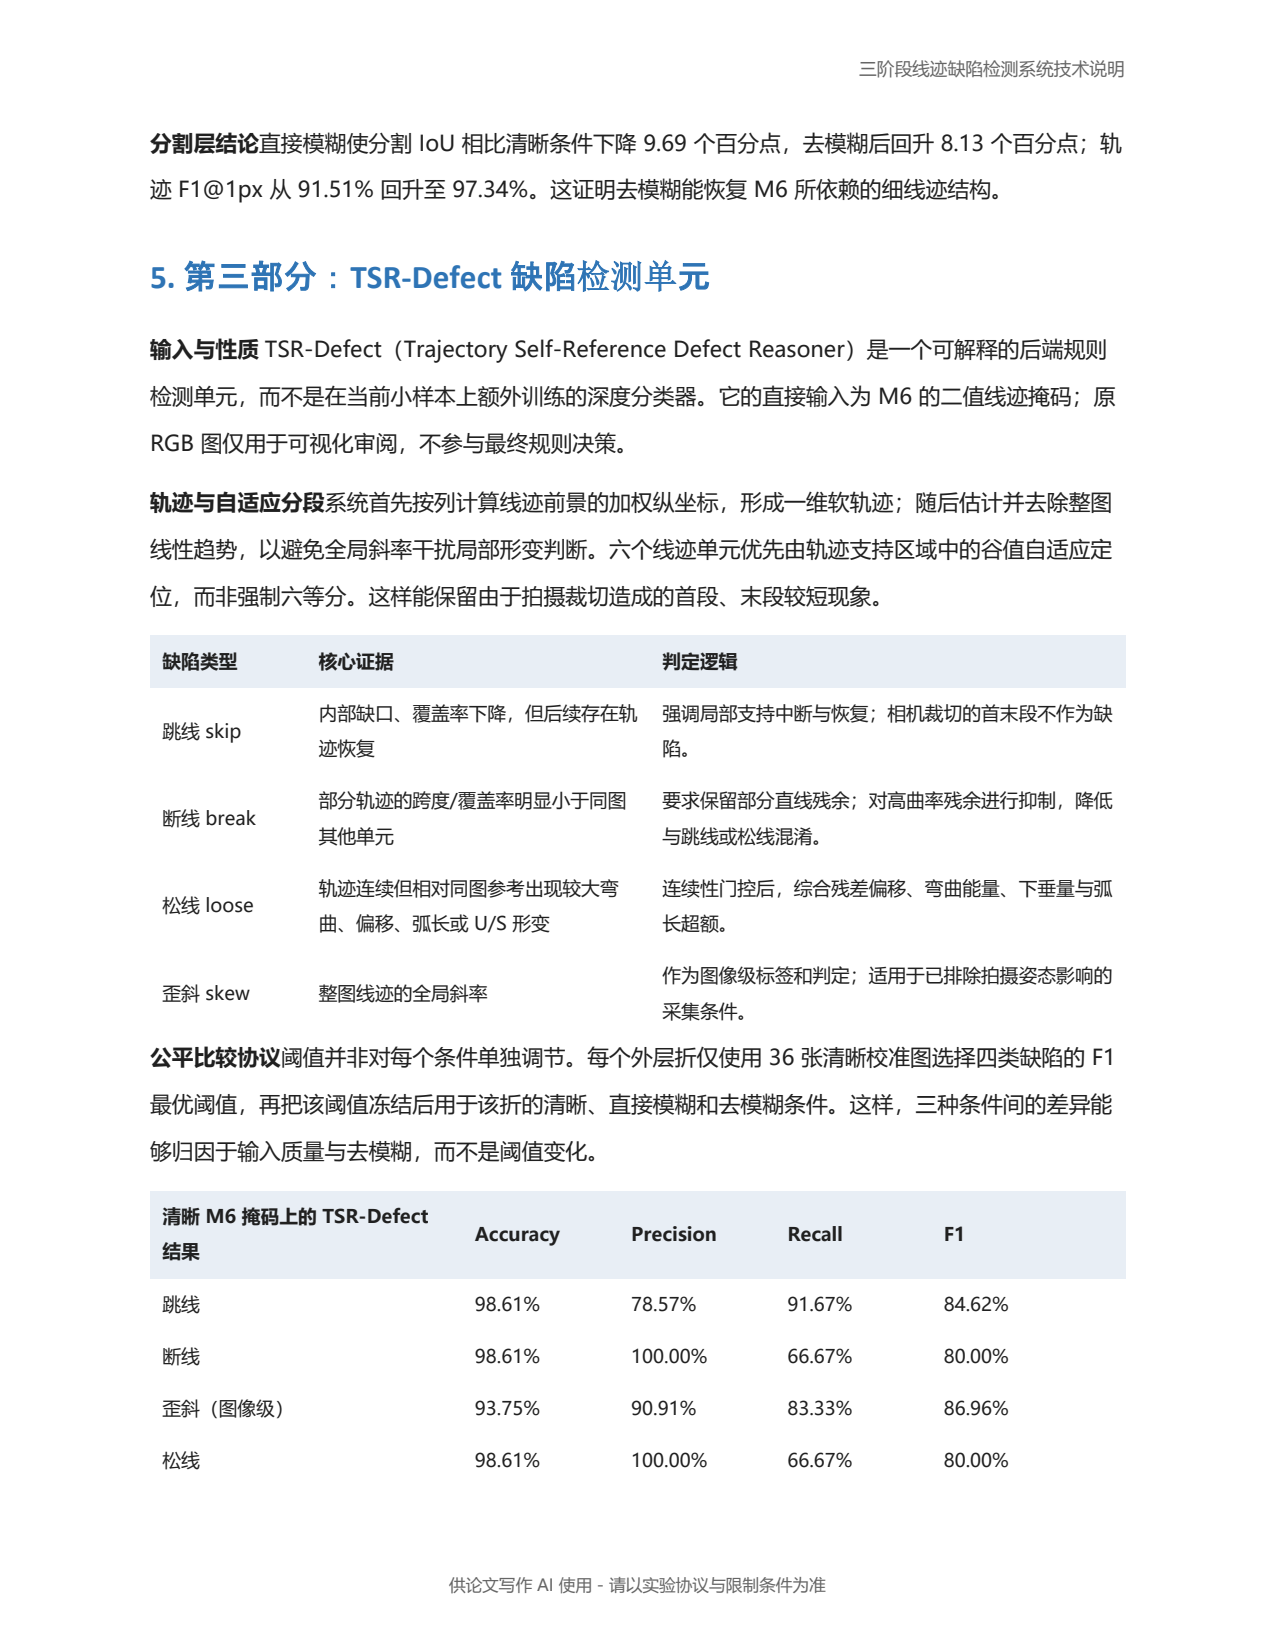 三阶段线迹缺陷检测系统技术说明
分割层结论直接模糊使分割 IoU 相比清晰条件下降 9.69 个百分点，去模糊后回升 8.13 个百分点；轨
迹 F1@1px 从 91.51% 回升至 97.34%。这证明去模糊能恢复 M6 所依赖的细线迹结构。
5. 第三部分：TSR-Defect 缺陷检测单元
输入与性质 TSR-Defect（Trajectory Self-Reference Defect Reasoner）是一个可解释的后端规则
检测单元，而不是在当前小样本上额外训练的深度分类器。它的直接输入为 M6 的二值线迹掩码；原
RGB 图仅用于可视化审阅，不参与最终规则决策。
轨迹与自适应分段系统首先按列计算线迹前景的加权纵坐标，形成一维软轨迹；随后估计并去除整图
线性趋势，以避免全局斜率干扰局部形变判断。六个线迹单元优先由轨迹支持区域中的谷值自适应定
位，而非强制六等分。这样能保留由于拍摄裁切造成的首段、末段较短现象。
缺陷类型 核心证据 判定逻辑
跳线 skip 内部缺口、覆盖率下降，但后续存在轨 强调局部支持中断与恢复；相机裁切的首末段不作为缺
迹恢复 陷。
断线 break 部分轨迹的跨度/覆盖率明显小于同图 要求保留部分直线残余；对高曲率残余进行抑制，降低
其他单元 与跳线或松线混淆。
松线 loose 轨迹连续但相对同图参考出现较大弯 连续性门控后，综合残差偏移、弯曲能量、下垂量与弧
曲、偏移、弧长或 U/S 形变 长超额。
歪斜 skew 整图线迹的全局斜率 作为图像级标签和判定；适用于已排除拍摄姿态影响的
采集条件。
公平比较协议阈值并非对每个条件单独调节。每个外层折仅使用 36 张清晰校准图选择四类缺陷的 F1
最优阈值，再把该阈值冻结后用于该折的清晰、直接模糊和去模糊条件。这样，三种条件间的差异能
够归因于输入质量与去模糊，而不是阈值变化。
清晰 M6 掩码上的 TSR-Defect
结果 Accuracy Precision Recall F1
跳线 98.61% 78.57% 91.67% 84.62%
断线 98.61% 100.00% 66.67% 80.00%
歪斜（图像级） 93.75% 90.91% 83.33% 86.96%
松线 98.61% 100.00% 66.67% 80.00%
供论文写作 AI 使用 - 请以实验协议与限制条件为准